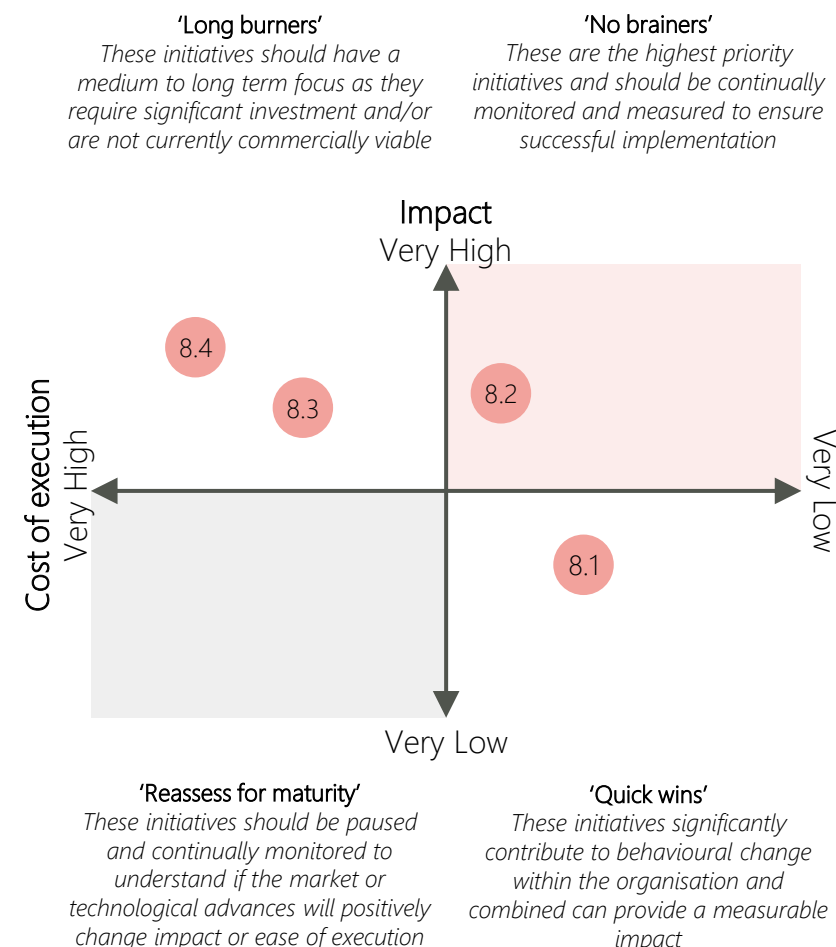 ‘Long burners’
These initiatives should have a
medium to long term focus as they
require significant investment and/or
are not currently commercially viable
‘No brainers’
These are the highest priority
initiatives and should be continually
monitored and measured to ensure
successful implementation
Impact
Very High
8.4
8.3
8.2
Cost of execution
Very High
Very Low
8.1
Very Low
‘Reassess for maturity’
These initiatives should be paused
and continually monitored to
understand if the market or
technological advances will positively
change impact or ease of execution
‘Quick wins’
These initiatives significantly
contribute to behavioural change
within the organisation and
combined can provide a measurable
impact